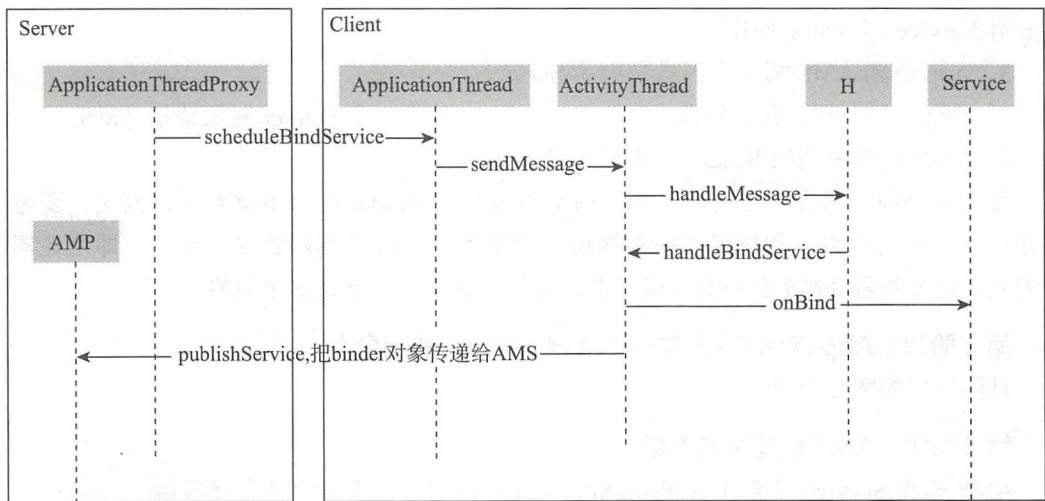 Server
Client
ApplicationThreadProxy
ApplicationThread
ActivityThread
H
Service
scheduleBindService
sendMessage
handleMessage
AMP
handleBindService
onBind
publishService,把binder对象传递给AMS